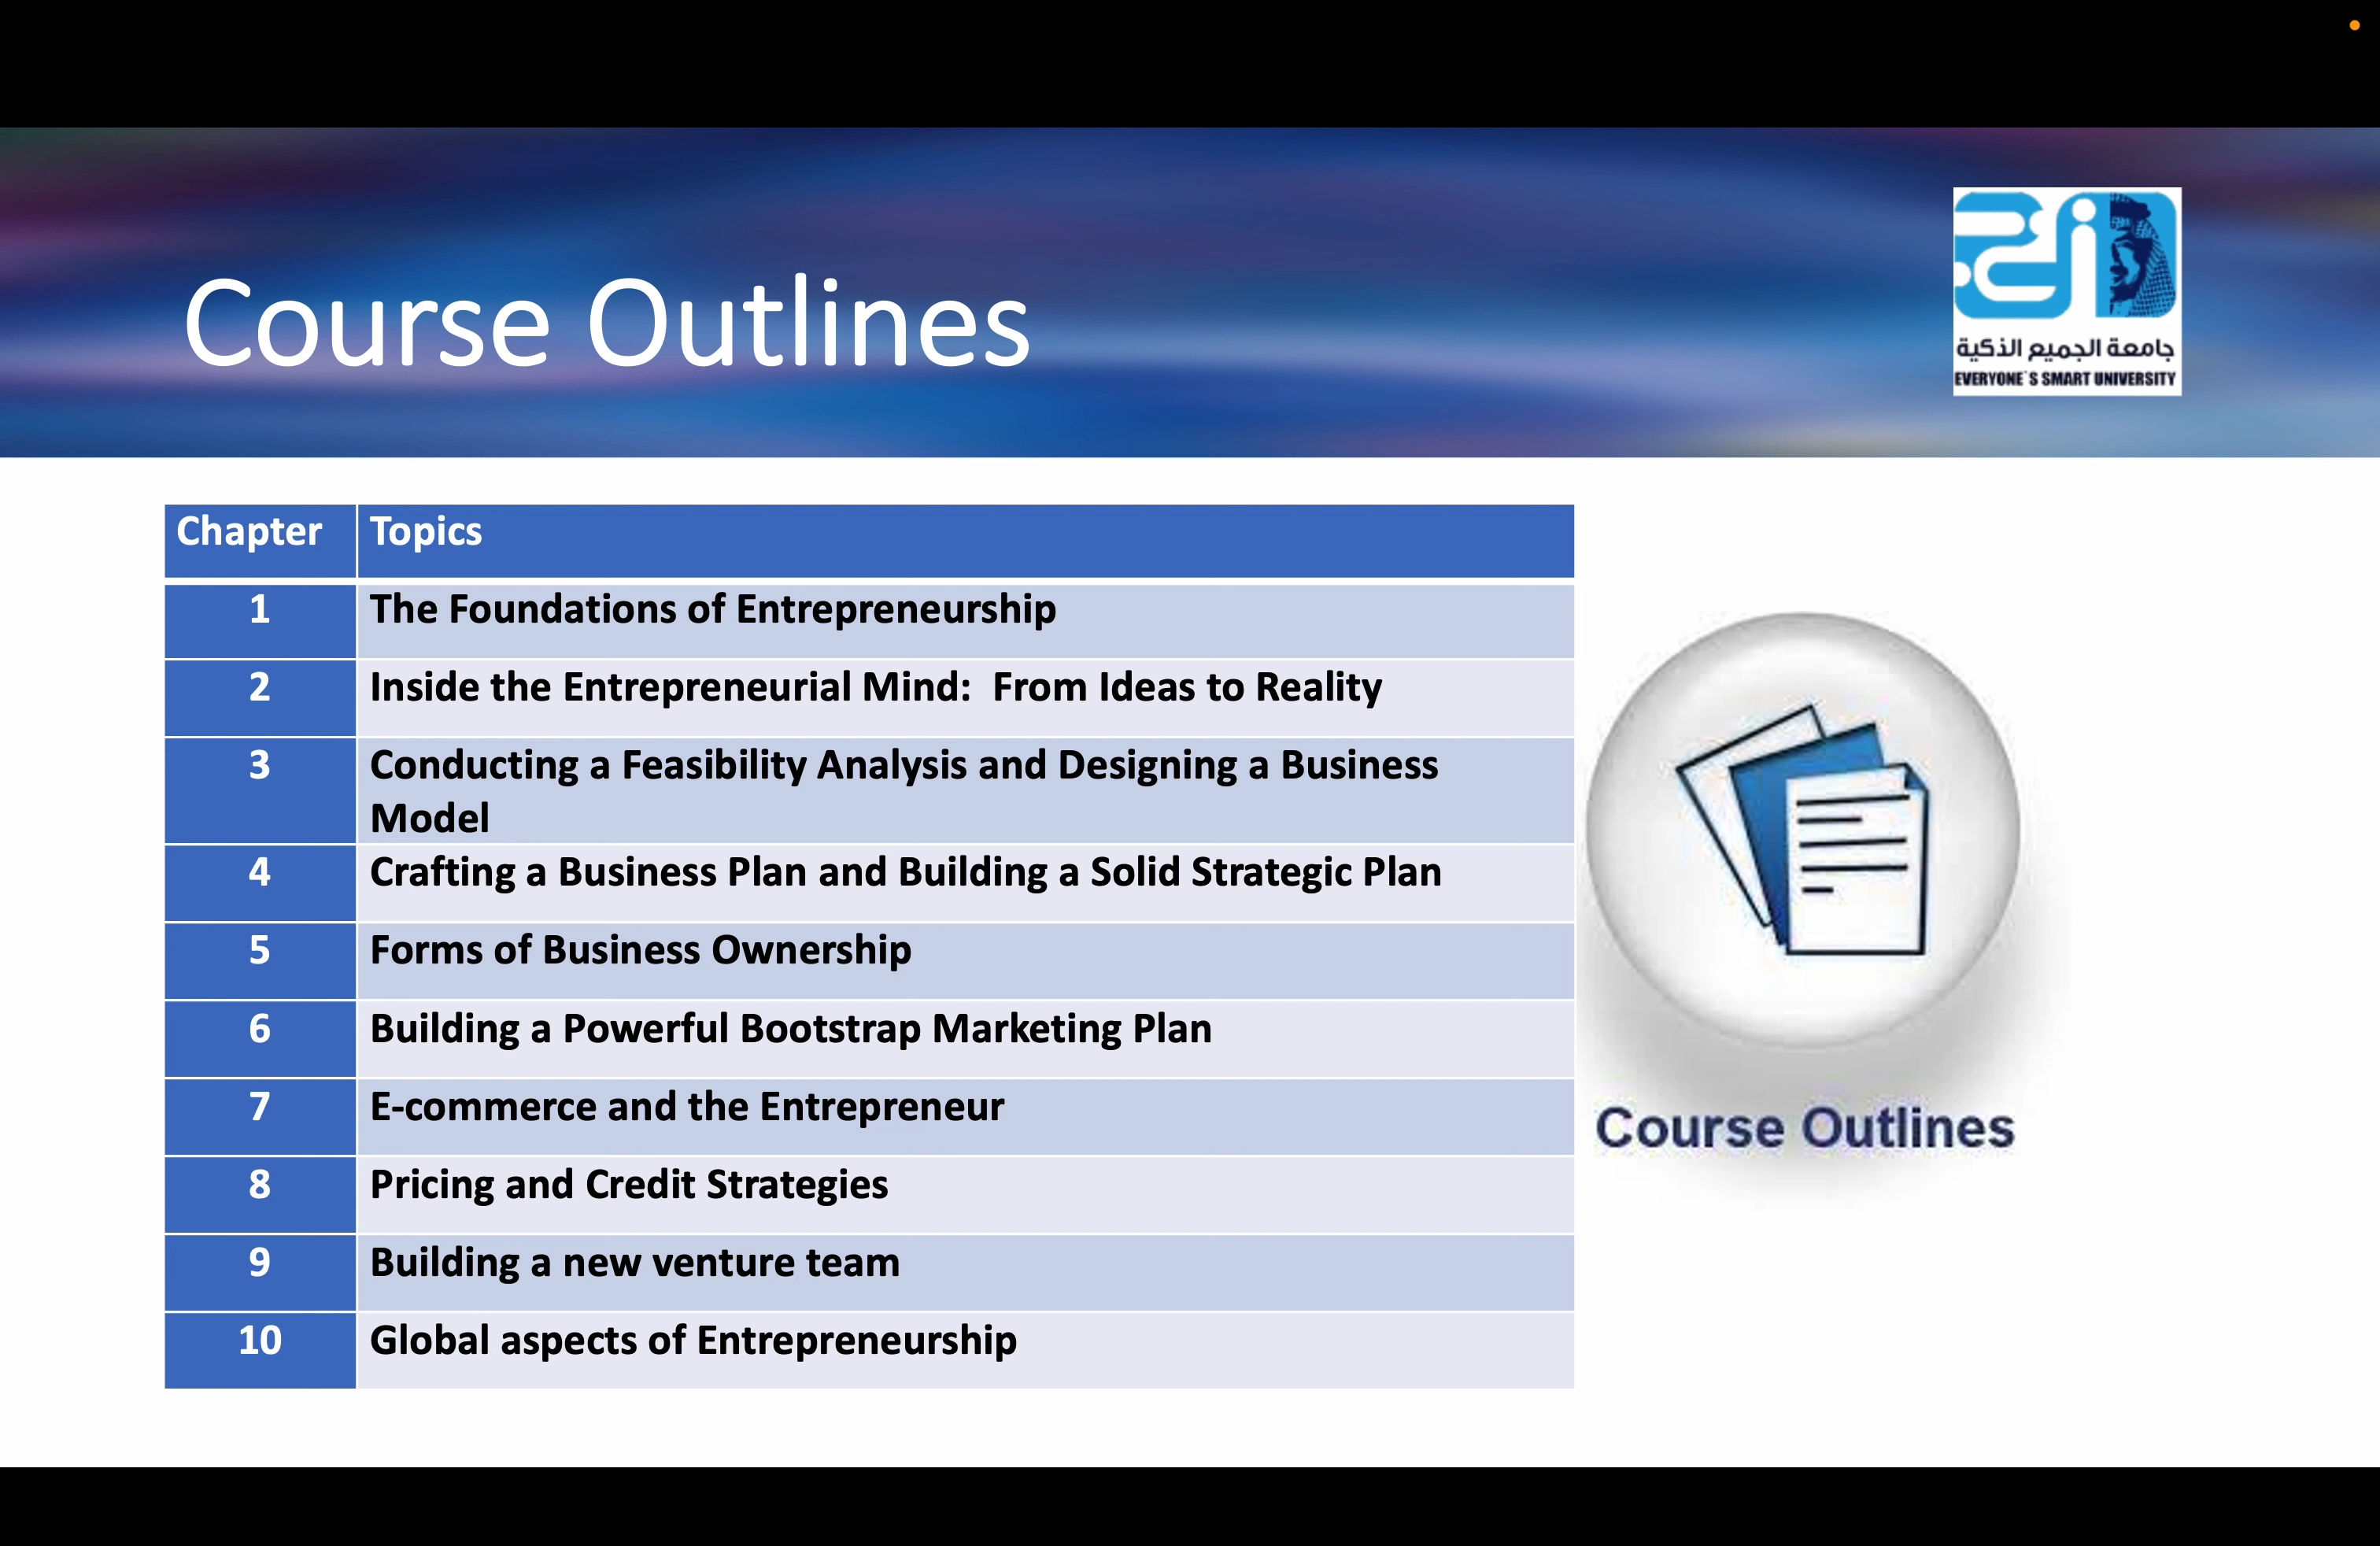 Course Outlines
جامعة الجميع الذكية
EVERYONE`S SMART UNIVERSITY
Chapter Topics
1 The Foundations of Entrepreneurship
2 Inside the Entrepreneurial Mind:  From Ideas to Reality
3 Conducting a Feasibility Analysis and Designing a Business
Model
4 Crafting a Business Plan and Building a Solid Strategic Plan
5 Forms of Business Ownership
6 Building a Powerful Bootstrap Marketing Plan
7 E-commerce and the Entrepreneur
8 Pricing and Credit Strategies
9 Building a new venture team
10 Global aspects of Entrepreneurship
Course Outlines